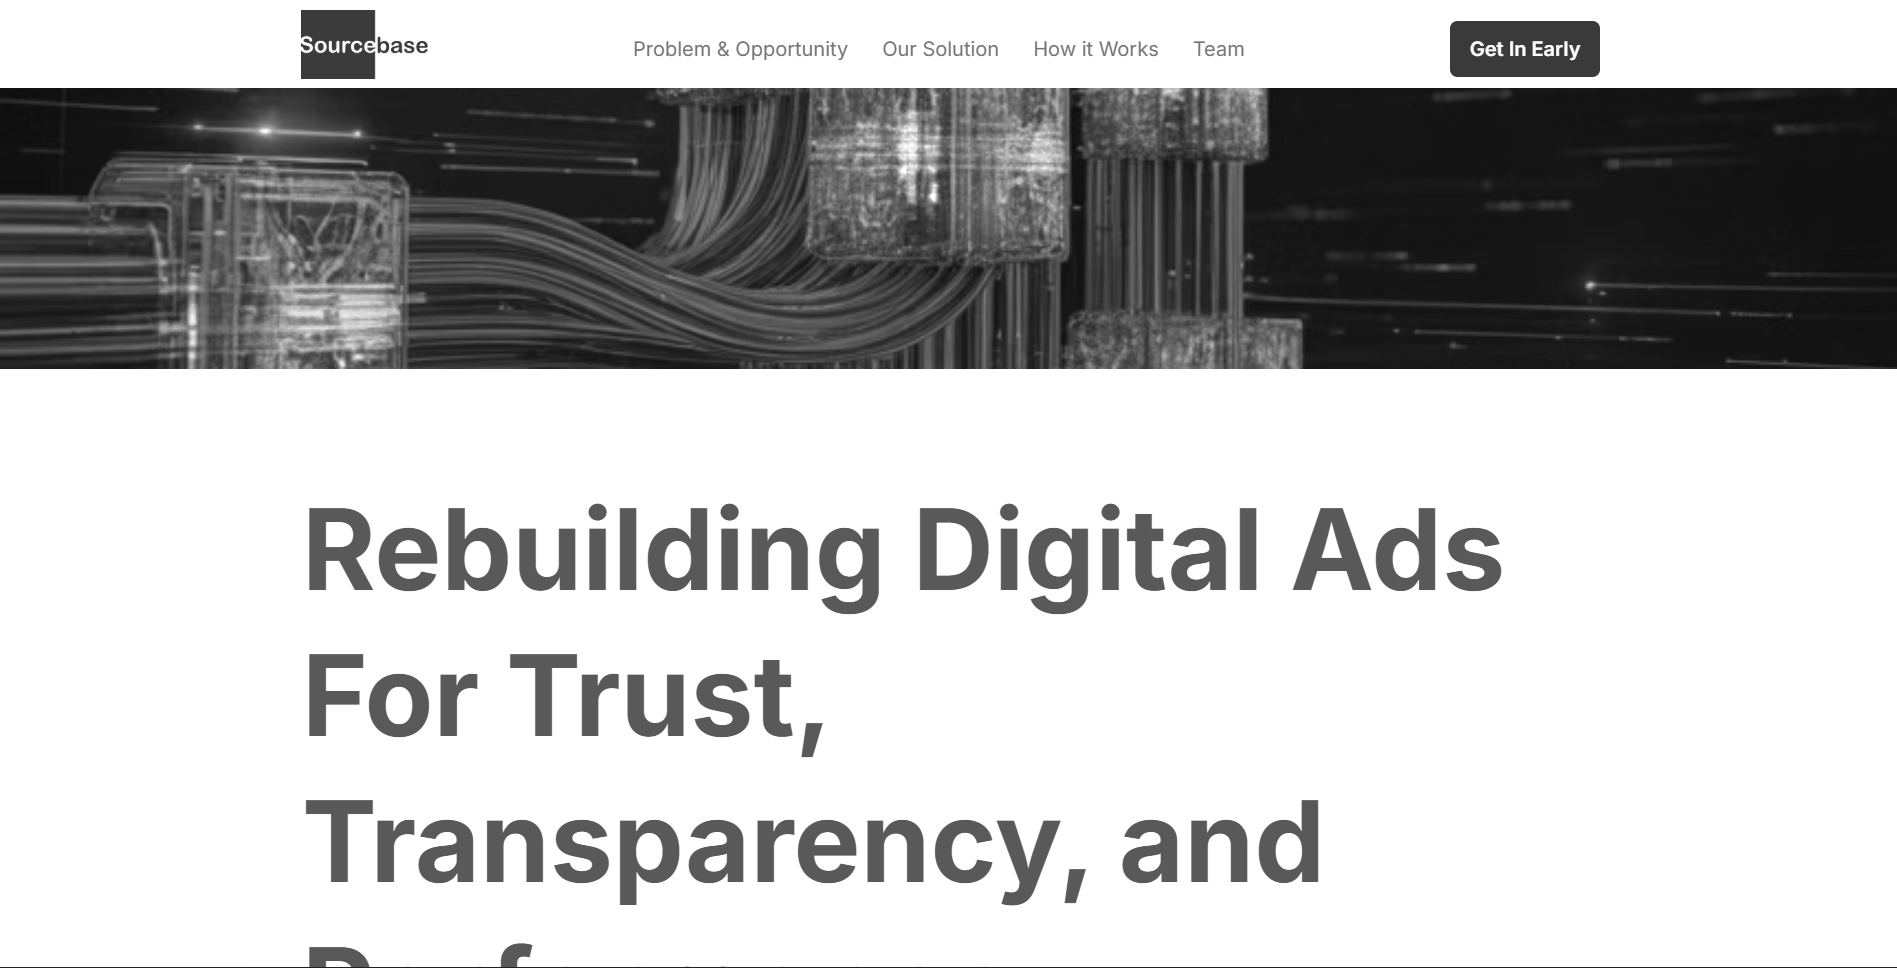 Sourcebase
Problem & Opportunity
Our Solution
How it Works
Team
Get In Early
Rebuilding Digital Ads
For Trust,
Transparency, and